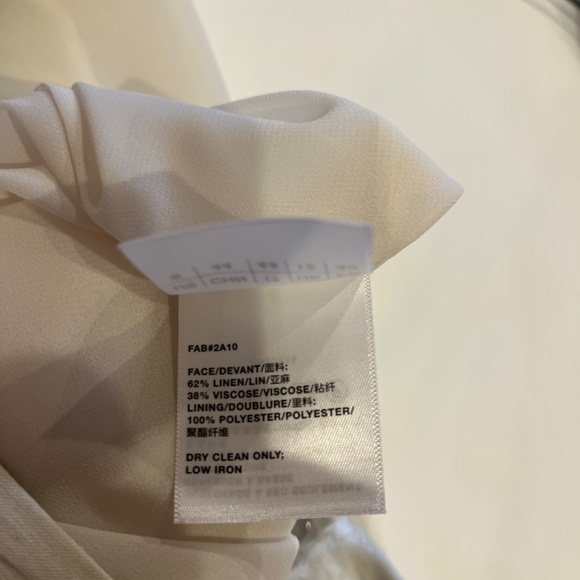 FAB#2A10
FACE/DEVANT/面料:
62% LINEN/LIN/亚麻
38% VISCOSE/VISCOSE/粘纤
LINING/DOUBLURE/里料:
100% POLYESTER/POLYESTER/
聚酯纤维
DRY CLEAN ONLY;
LOW IRON